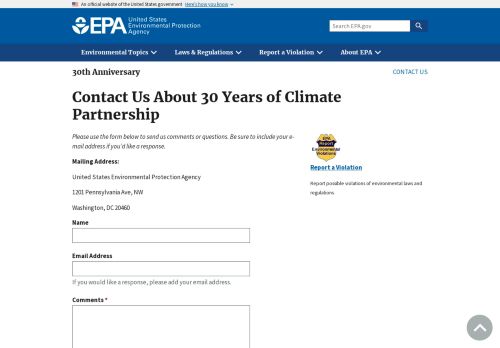 An official website of the United States government Here's how you know
EPA United States
Environmental Protection
Agency
Search EPA.gov
Environmental Topics Laws & Regulations Report a Violation About EPA
30th Anniversary
CONTACT US
Contact Us About 30 Years of Climate
Partnership
Please use the form below to send us comments or questions. Be sure to include your e-
mail address if you'd like a response.
Mailing Address:
United States Environmental Protection Agency
1201 Pennsylvania Ave, NW
Washington, DC 20460
Name
Email Address
If you would like a response, please add your email address.
Comments *
EPA
Report
Environmental
Violations
Report a Violation
Report possible violations of environmental laws and
regulations